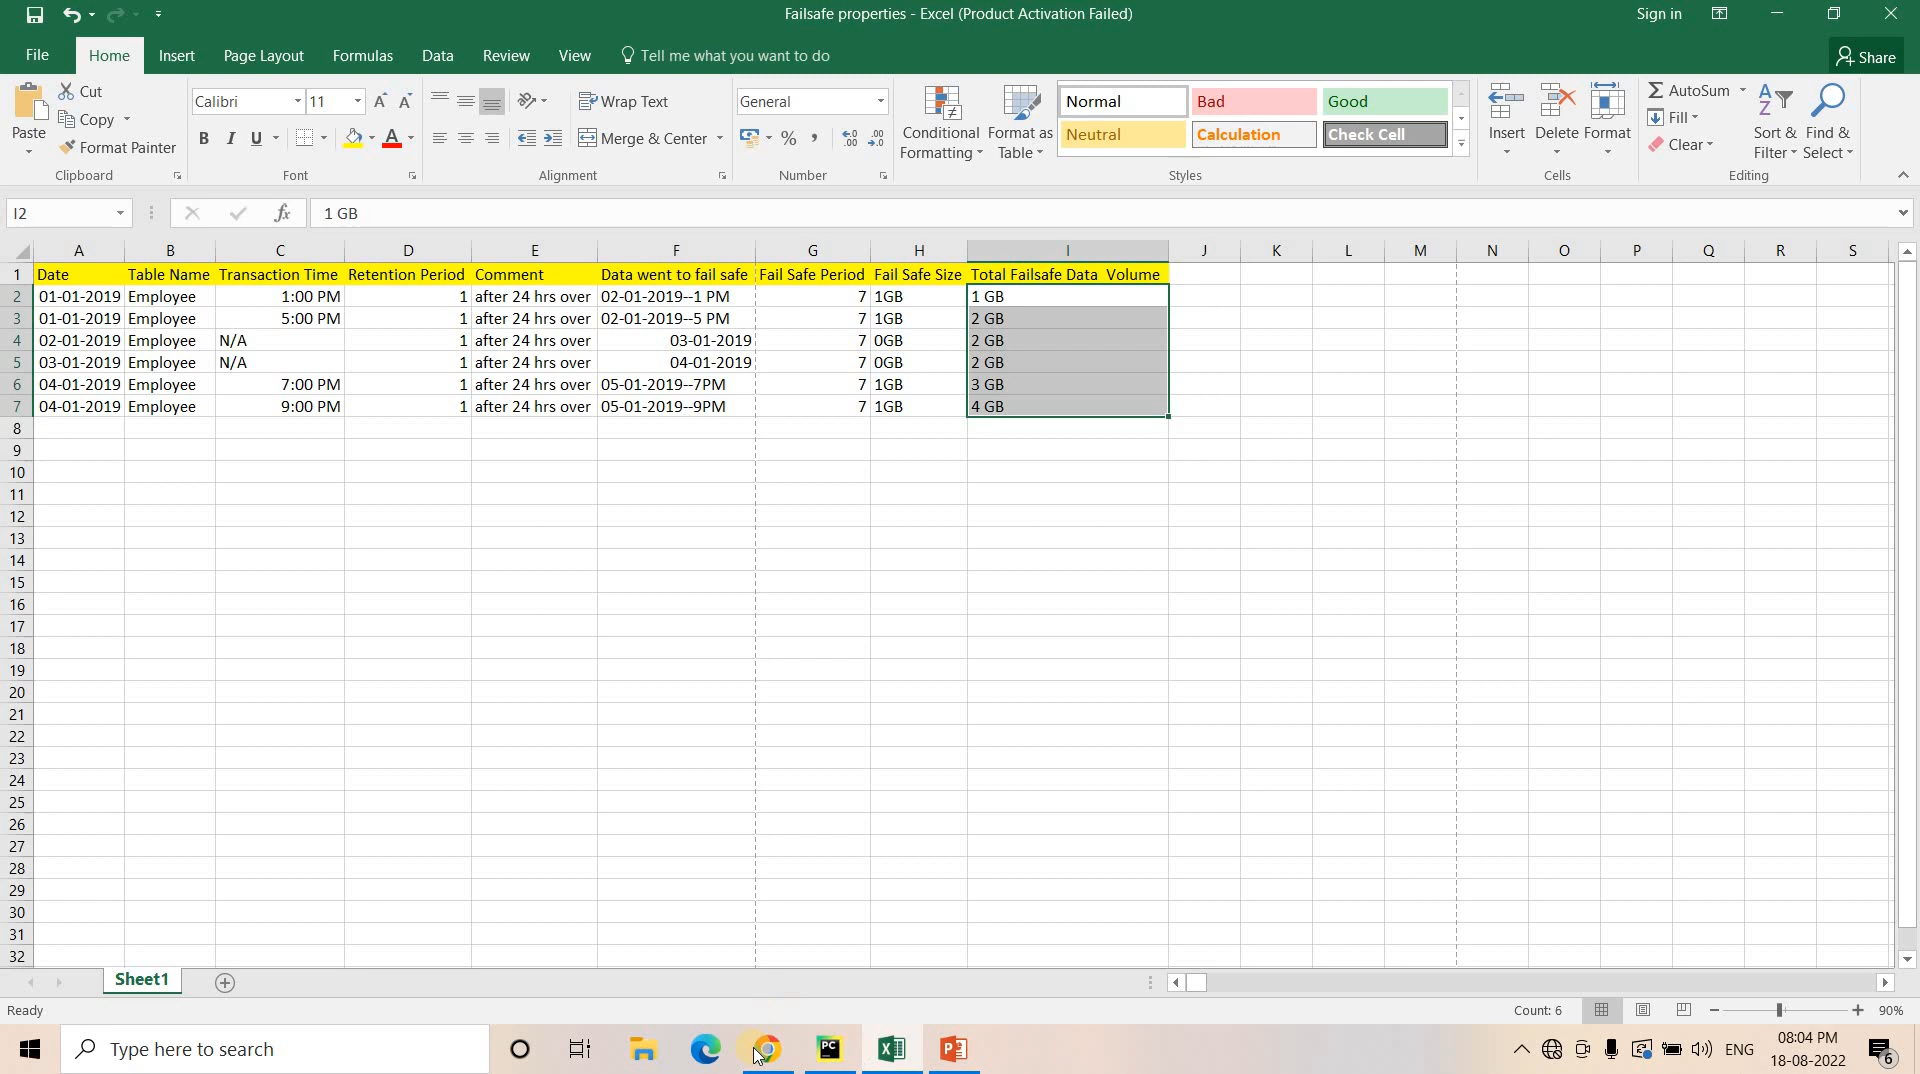 Failsafe properties - Excel (Product Activation Failed)
Sign in
File Home Insert Page Layout Formulas Data Review View Tell me what you want to do Share
Paste Cut Copy Format Painter Clipboard
Calibri 11 A A B I U A Font
Wrap Text Merge & Center Alignment
General % , .0 .00 .00 .0 Number
Conditional Formatting Format as Table
Normal Bad Good
Neutral Calculation Check Cell
Styles
Insert Delete Format Cells
AutoSum Fill Clear Sort & Filter Find & Select Editing
I2 fx 1 GB
A B C D E F G H I J K L M N O P Q R S
1 Date Table Name Transaction Time Retention Period Comment Data went to fail safe Fail Safe Period Fail Safe Size Total Failsafe Data Volume
2 01-01-2019 Employee 1:00 PM 1 after 24 hrs over 02-01-2019--1 PM 7 1GB 1 GB
3 01-01-2019 Employee 5:00 PM 1 after 24 hrs over 02-01-2019--5 PM 7 1GB 2 GB
4 02-01-2019 Employee N/A 1 after 24 hrs over 03-01-2019 7 0GB 2 GB
5 03-01-2019 Employee N/A 1 after 24 hrs over 04-01-2019 7 0GB 2 GB
6 04-01-2019 Employee 7:00 PM 1 after 24 hrs over 05-01-2019--7PM 7 1GB 3 GB
7 04-01-2019 Employee 9:00 PM 1 after 24 hrs over 05-01-2019--9PM 7 1GB 4 GB
8
9
10
11
12
13
14
15
16
17
18
19
20
21
22
23
24
25
26
27
28
29
30
31
32
Sheet1
Ready Count: 6 90%
Type here to search
PC
ENG 08:04 PM
18-08-2022
6